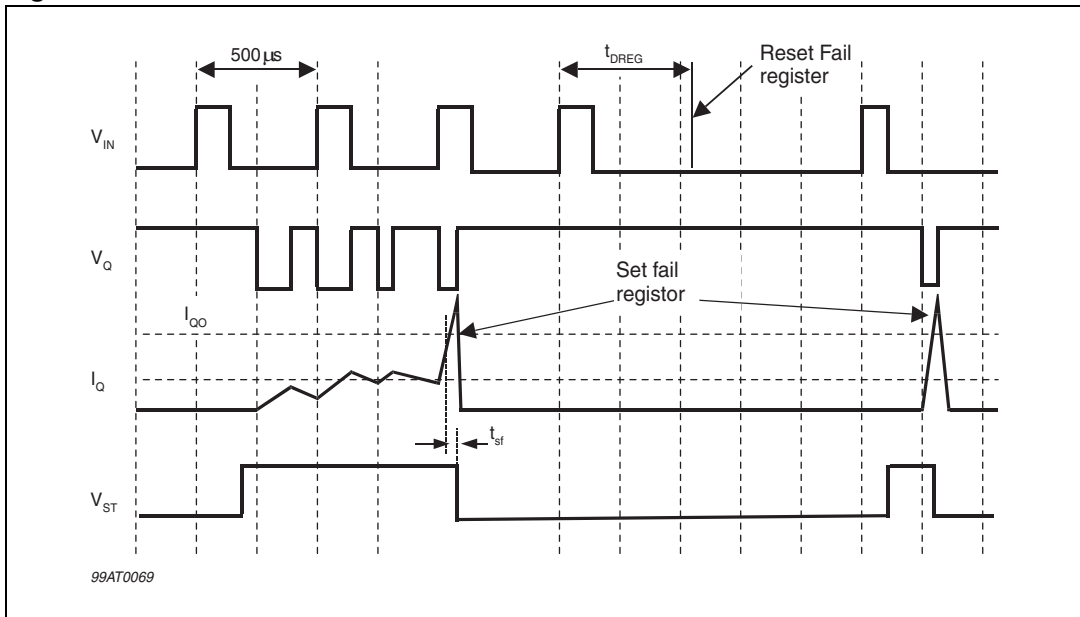 500 μs
t_DREG
Reset Fail
register
V_IN
V_Q
Set fail
registor
I_QO
I_Q
t_sf
V_ST
99AT0069